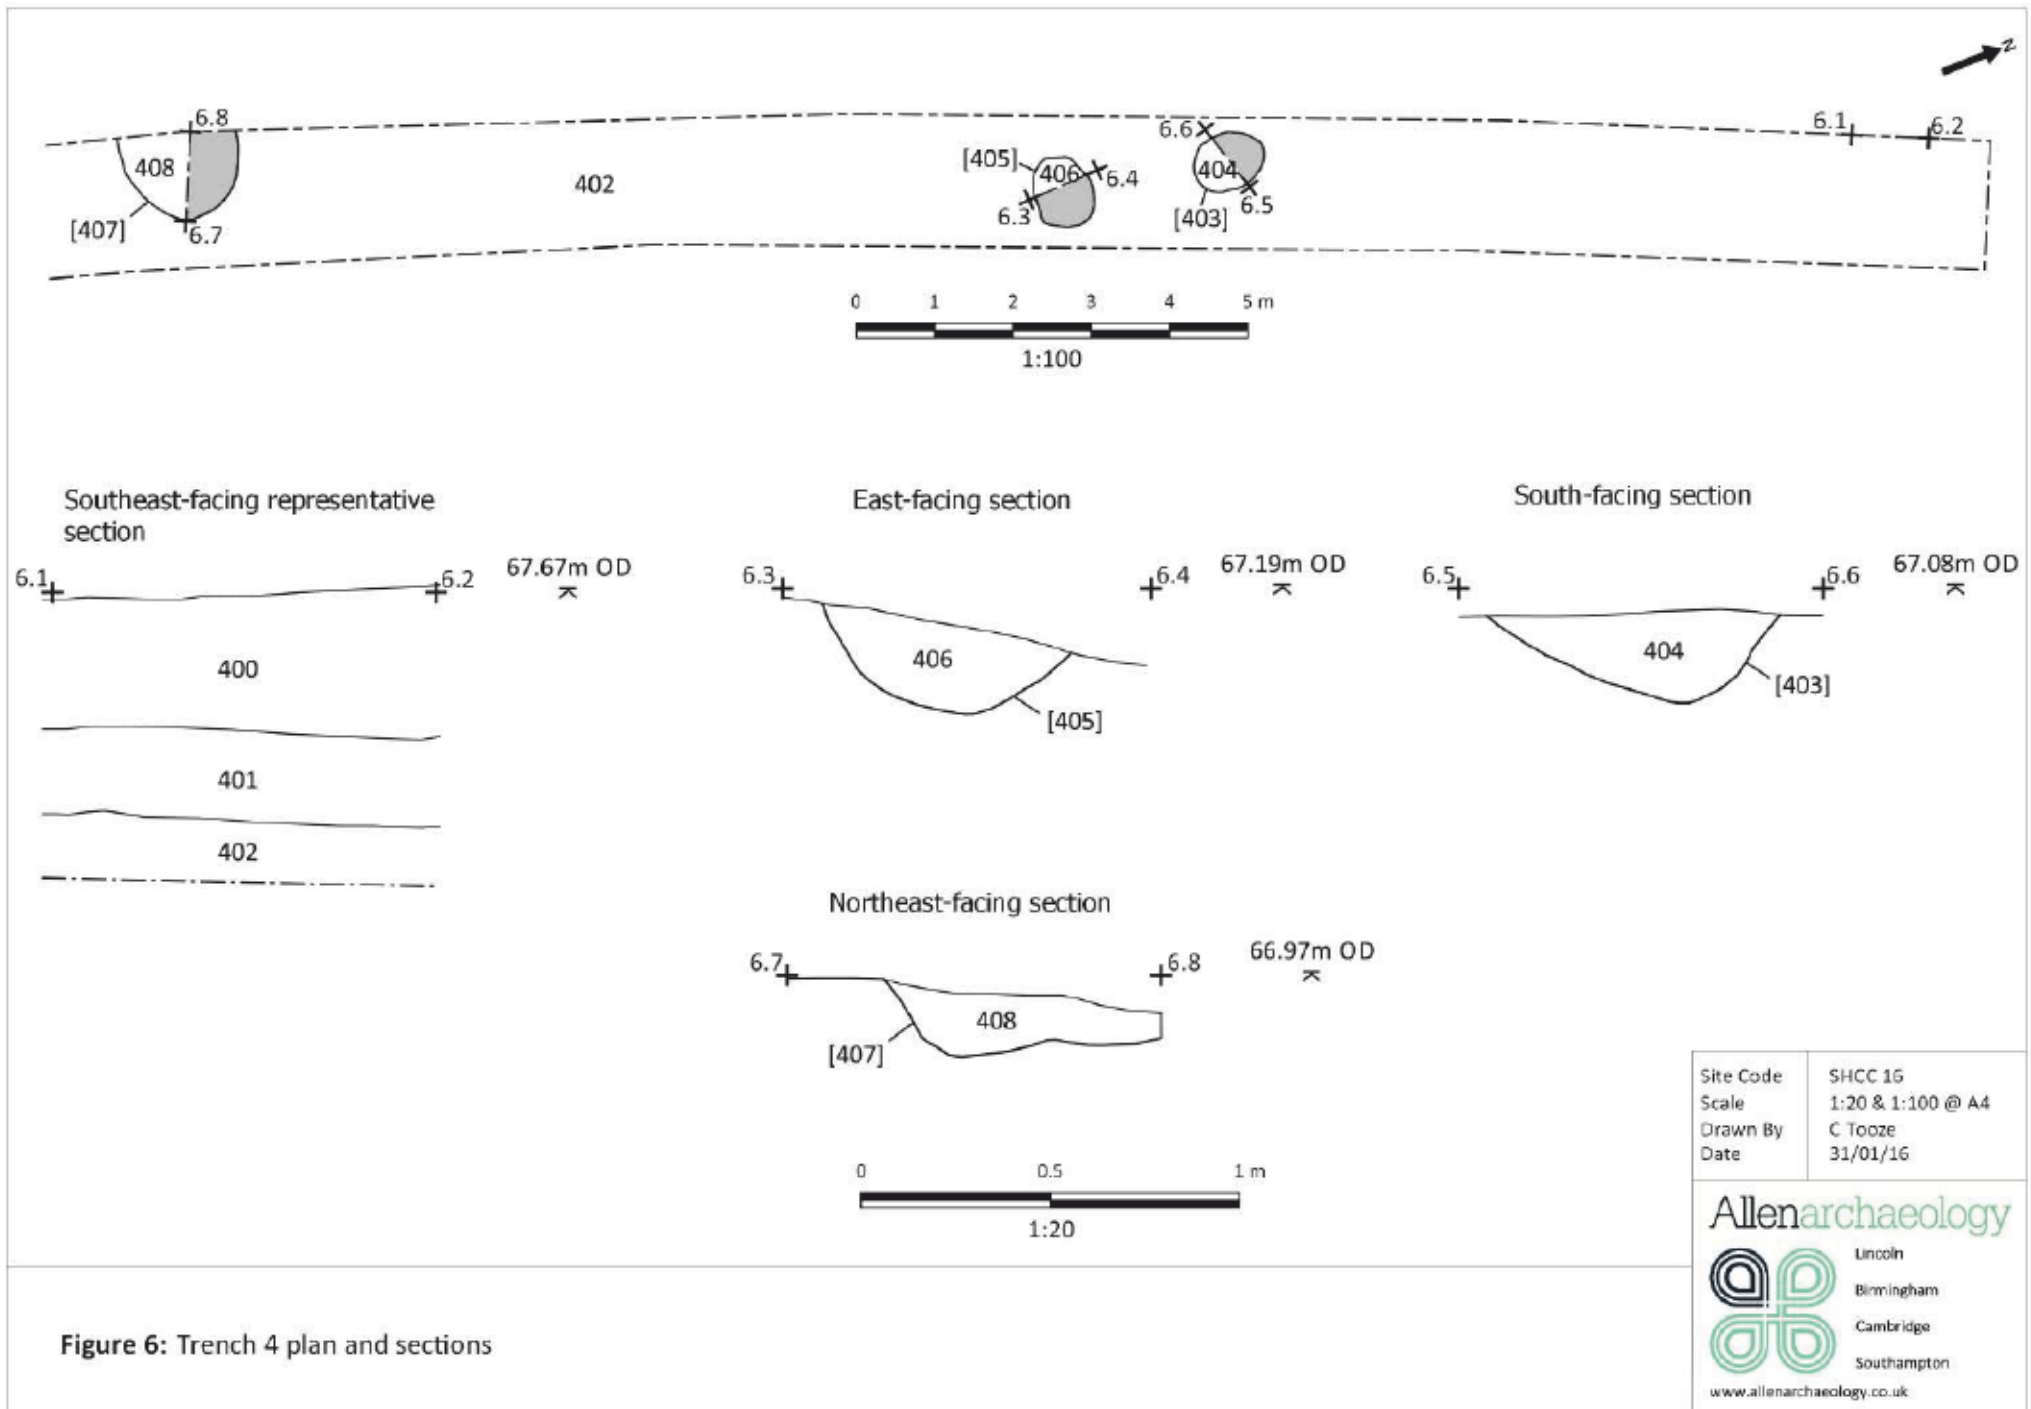 N
6.8
6.1
6.2
6.6
[405]
408
406
404
6.4
402
6.3
6.5
[407]
6.7
[403]
0 1 2 3 4 5 m
1:100
Southeast-facing representative
section
East-facing section
South-facing section
6.1
6.2
67.67m OD
6.3
6.4
67.19m OD
6.5
6.6
67.08m OD
400
406
404
[403]
[405]
401
402
Northeast-facing section
6.7
6.8
66.97m OD
408
[407]
0 0.5 1 m
1:20
Site Code SHCC 16
Scale 1:20 & 1:100 @ A4
Drawn By C Tooze
Date 31/01/16
Allenarchaeology
Lincoln
Birmingham
Cambridge
Southampton
www.allenarchaeology.co.uk
Figure 6: Trench 4 plan and sections